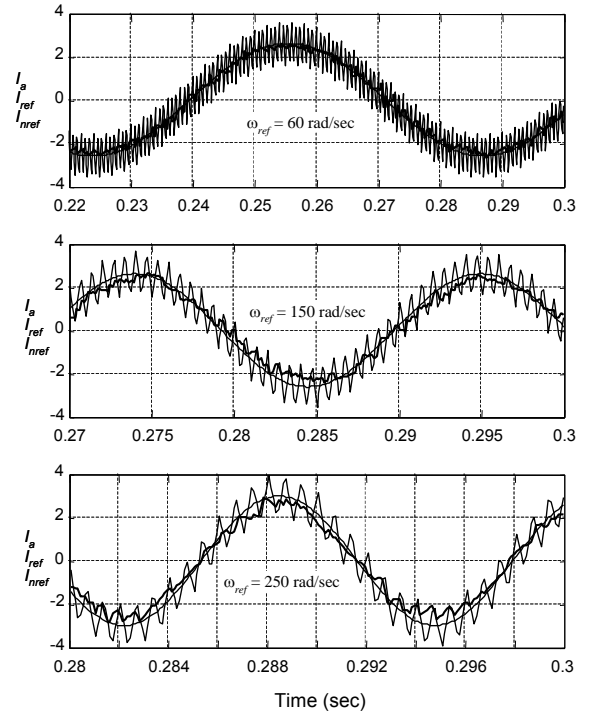 4
2
0
-2
-4
I_a
I_ref
I_nref
ω_ref = 60 rad/sec
0.22 0.23 0.24 0.25 0.26 0.27 0.28 0.29 0.3
4
2
0
-2
-4
I_a
I_ref
I_nref
ω_ref = 150 rad/sec
0.27 0.275 0.28 0.285 0.29 0.295 0.3
4
2
0
-2
-4
I_a
I_ref
I_nref
ω_ref = 250 rad/sec
0.28 0.284 0.288 0.292 0.296 0.3
Time (sec)